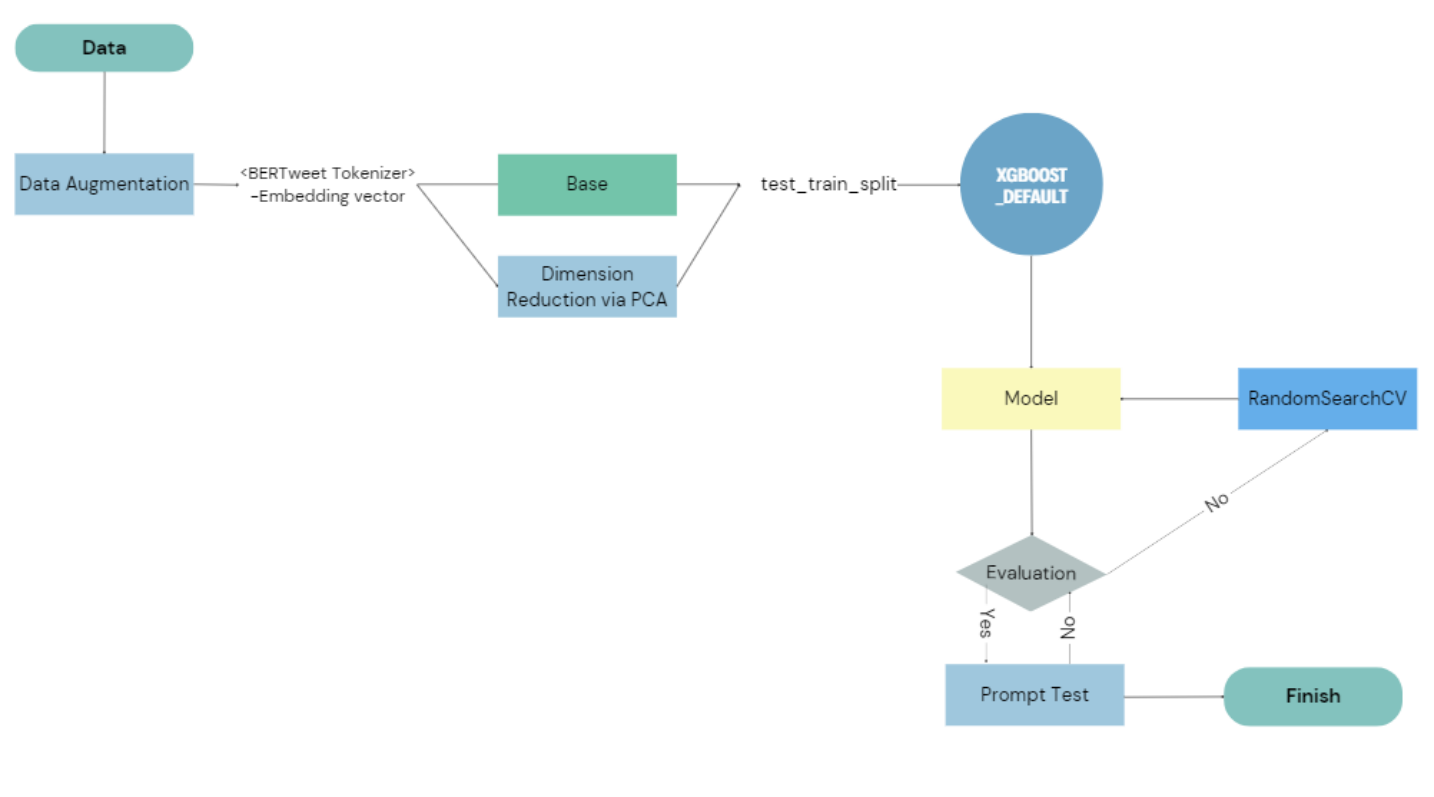 Data
Data Augmentation
<BERTweet Tokenizer>
-Embedding vector
Base
Dimension
Reduction via PCA
test_train_split
XGBOOST
_DEFAULT
Model
RandomSearchCV
No
Evaluation
Yes
No
Prompt Test
Finish